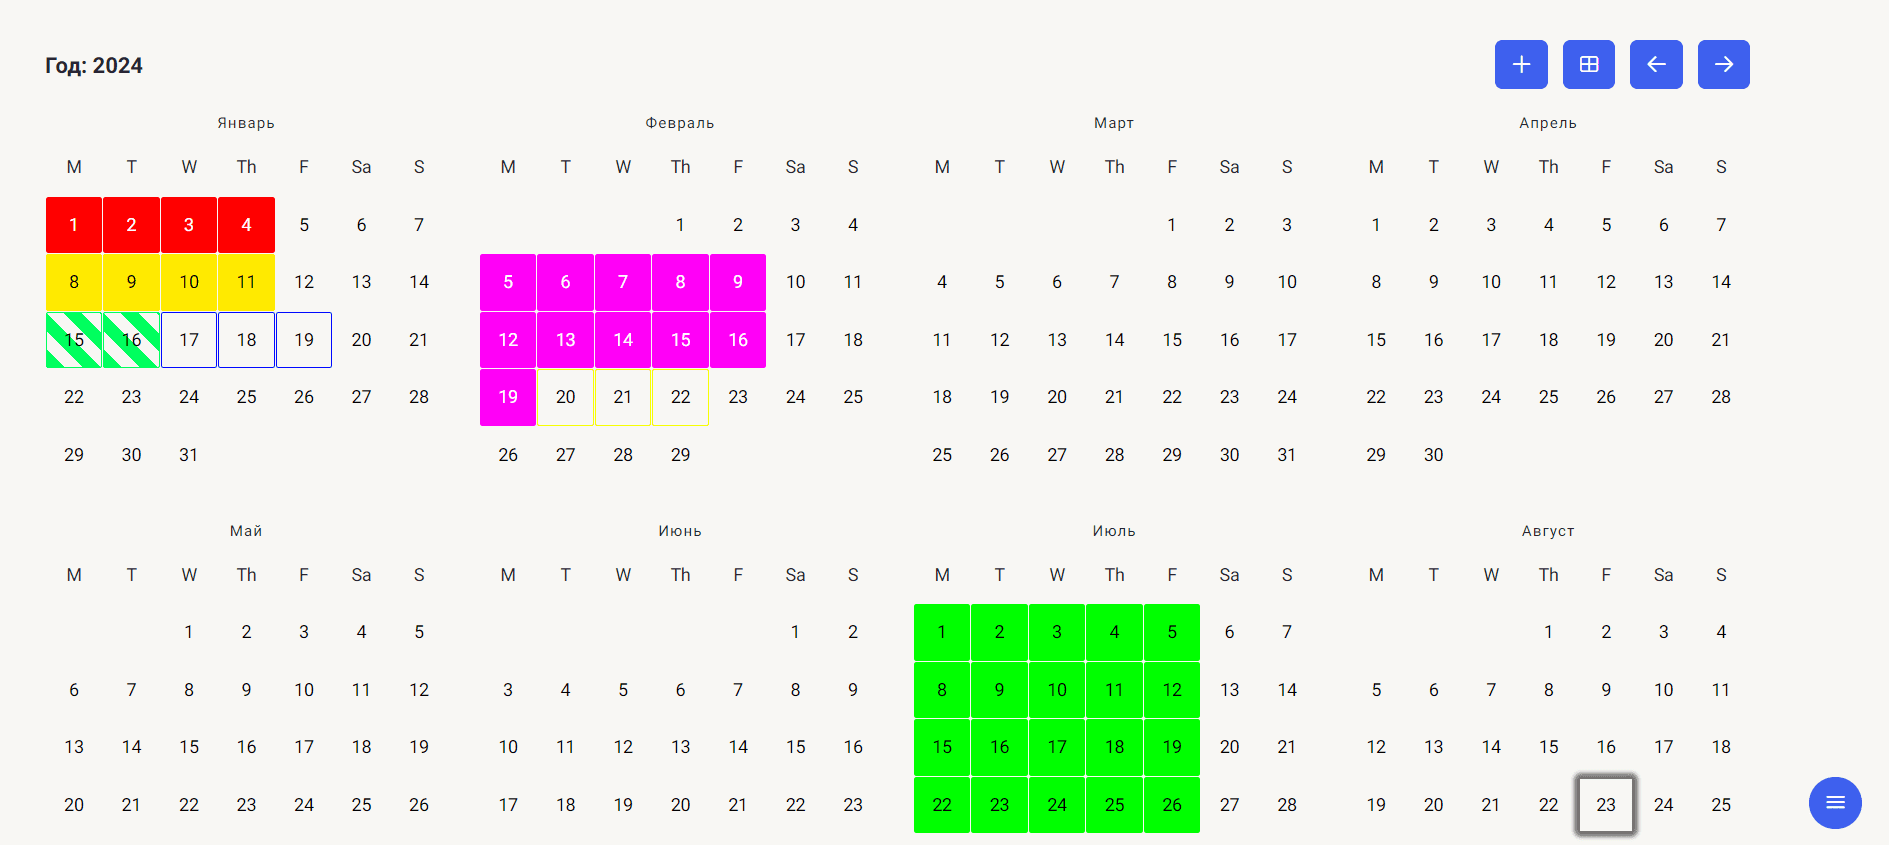 Год: 2024
Январь Февраль Март Апрель
M T W Th F Sa S M T W Th F Sa S M T W Th F Sa S M T W Th F Sa S
1 2 3 4 5 6 7 1 2 3 4 1 2 3 1 2 3 4 5 6 7
8 9 10 11 12 13 14 5 6 7 8 9 10 11 4 5 6 7 8 9 10 8 9 10 11 12 13 14
15 16 17 18 19 20 21 12 13 14 15 16 17 18 11 12 13 14 15 16 17 15 16 17 18 19 20 21
22 23 24 25 26 27 28 19 20 21 22 23 24 25 18 19 20 21 22 23 24 22 23 24 25 26 27 28
29 30 31 26 27 28 29 25 26 27 28 29 30 31 29 30
Май Июнь Июль Август
M T W Th F Sa S M T W Th F Sa S M T W Th F Sa S M T W Th F Sa S
1 2 3 4 5 1 2 1 2 3 4 5 6 7 1 2 3 4
6 7 8 9 10 11 12 3 4 5 6 7 8 9 8 9 10 11 12 13 14 5 6 7 8 9 10 11
13 14 15 16 17 18 19 10 11 12 13 14 15 16 15 16 17 18 19 20 21 12 13 14 15 16 17 18
20 21 22 23 24 25 26 17 18 19 20 21 22 23 22 23 24 25 26 27 28 19 20 21 22 23 24 25